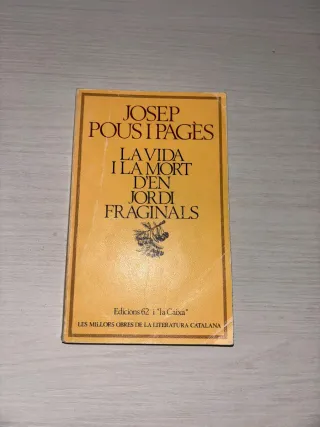 JOSEP
POUS I PAGÈS
LA VIDA
I LA MORT
D'EN
JORDI
FRAGINALS
Edicions 62 i "la Caixa"
LES MILLORS OBRES DE LA LITERATURA CATALANA